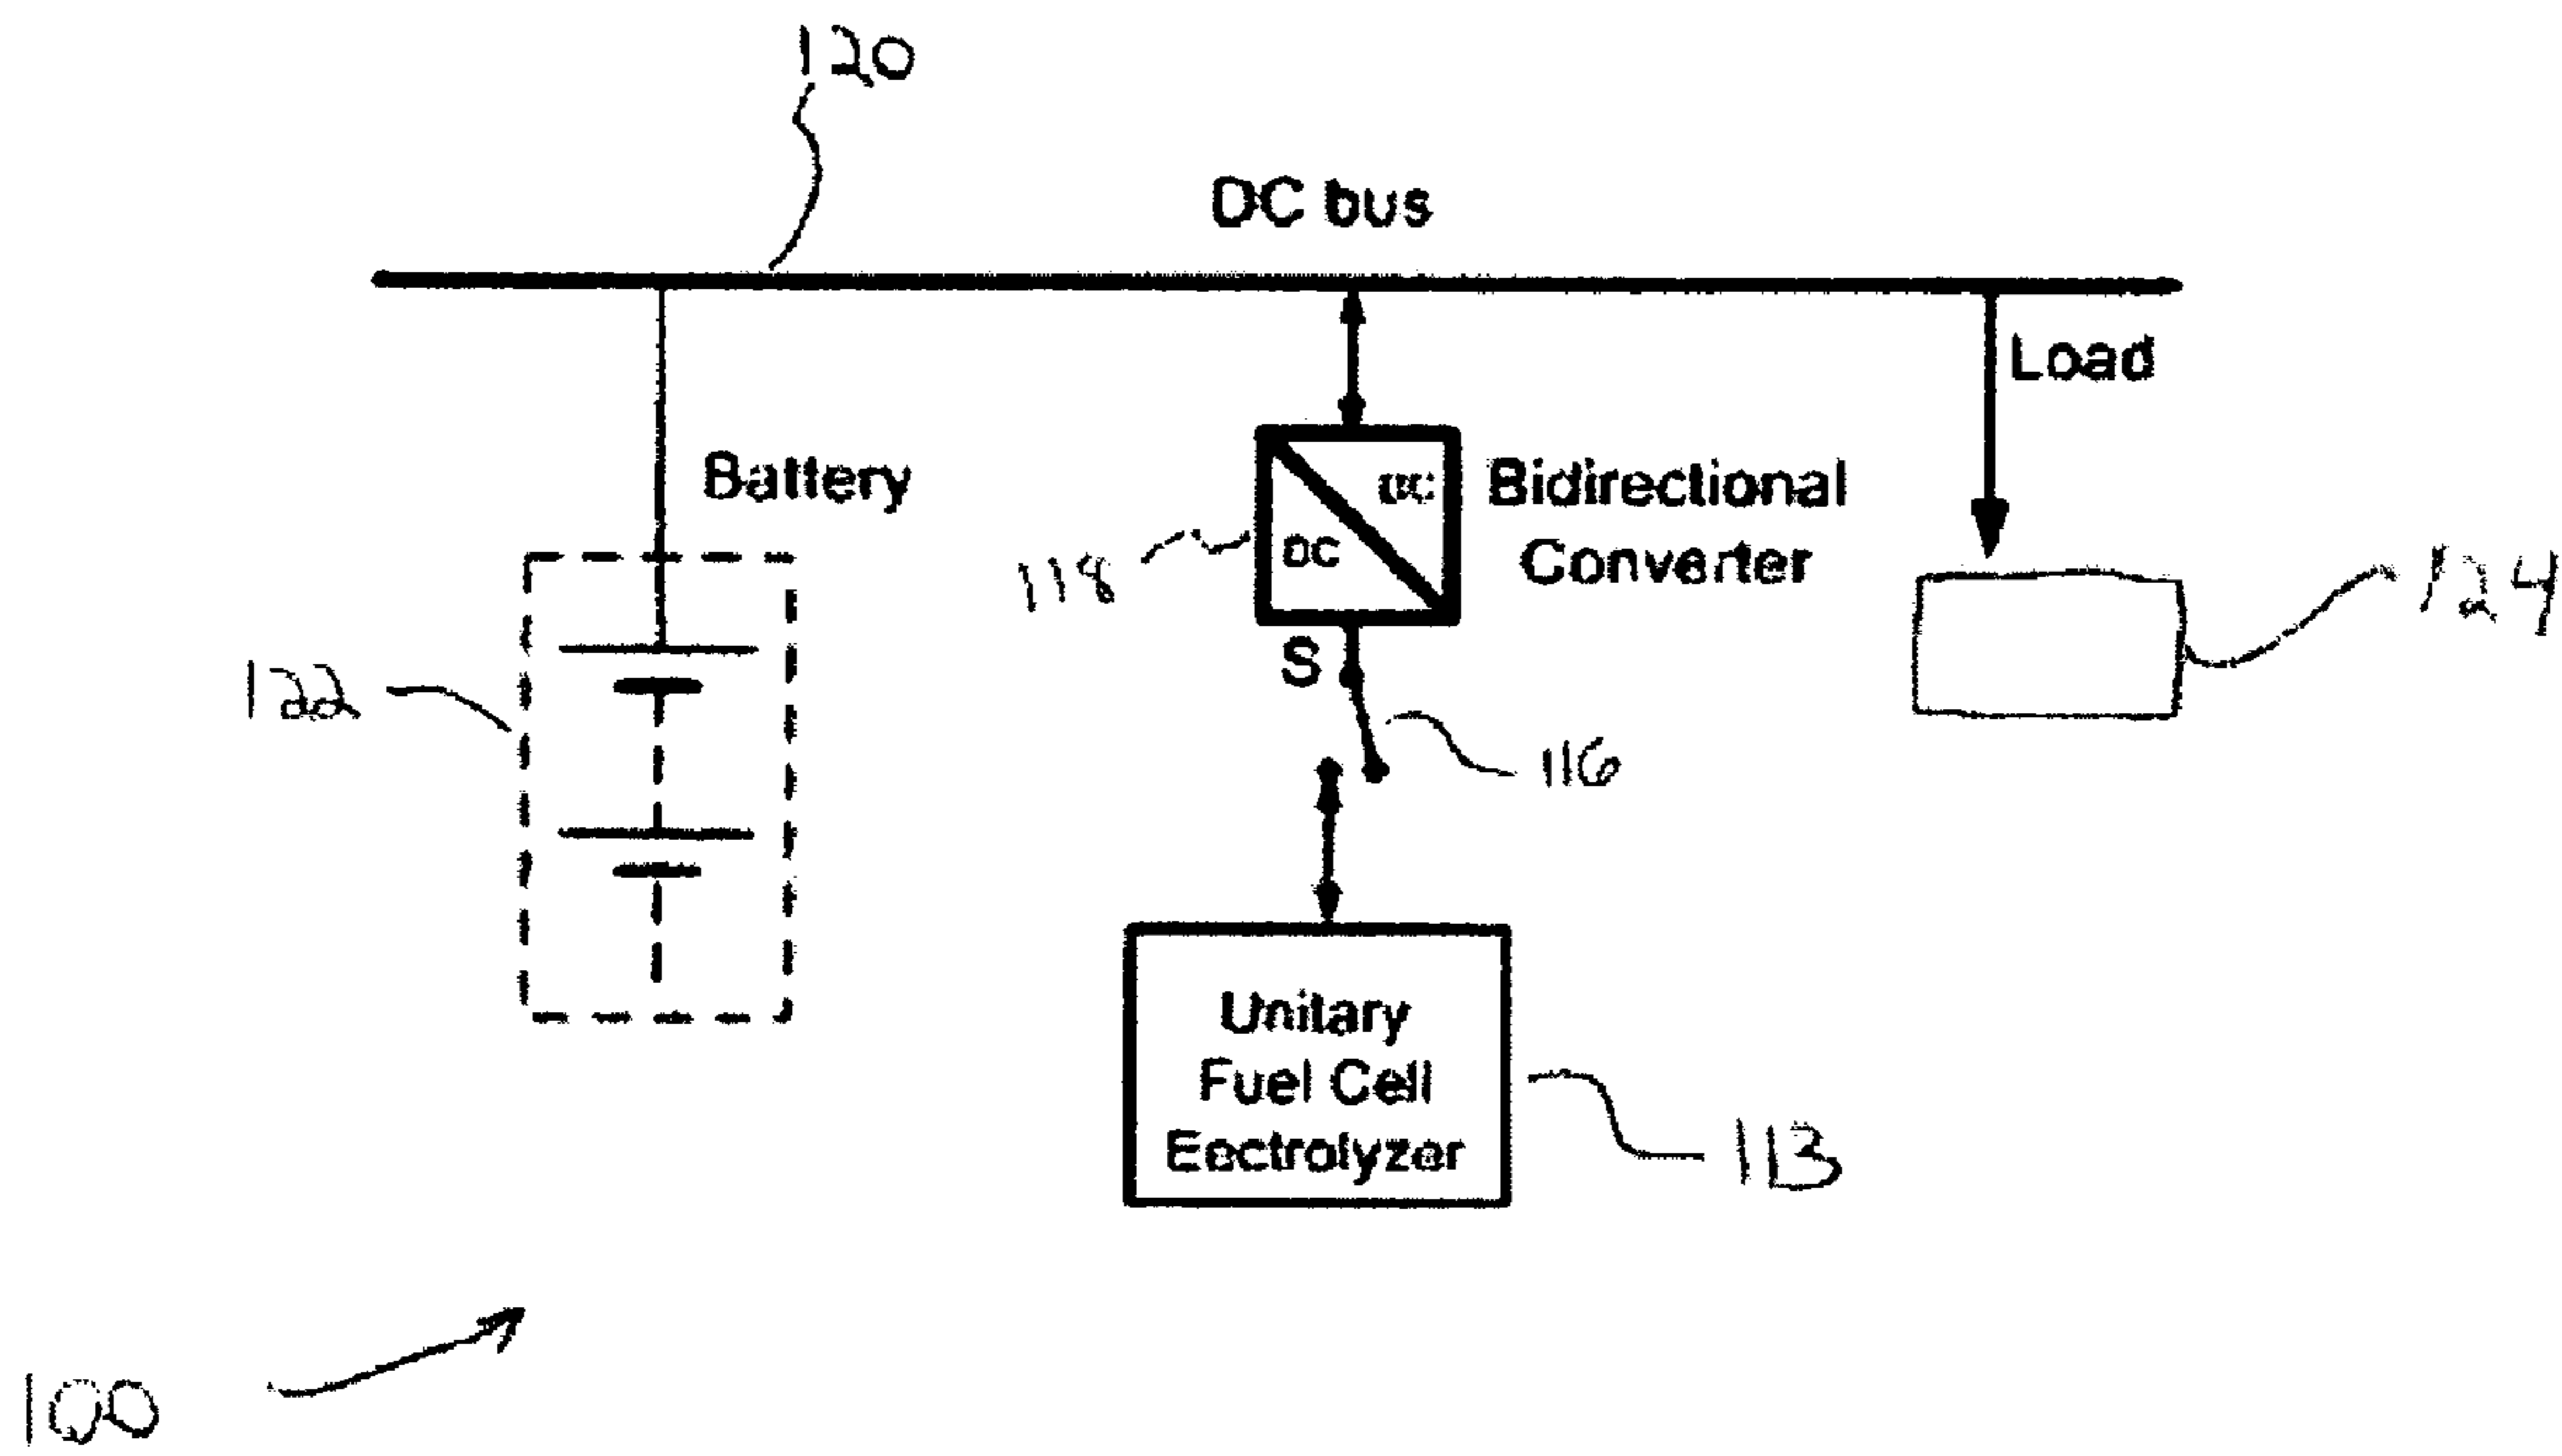 120
DC bus
Load
Battery
DC
DC
Bidirectional
Converter
118
124
S
122
116
Unitary
Fuel Cell
Eectrolyzer
113
100